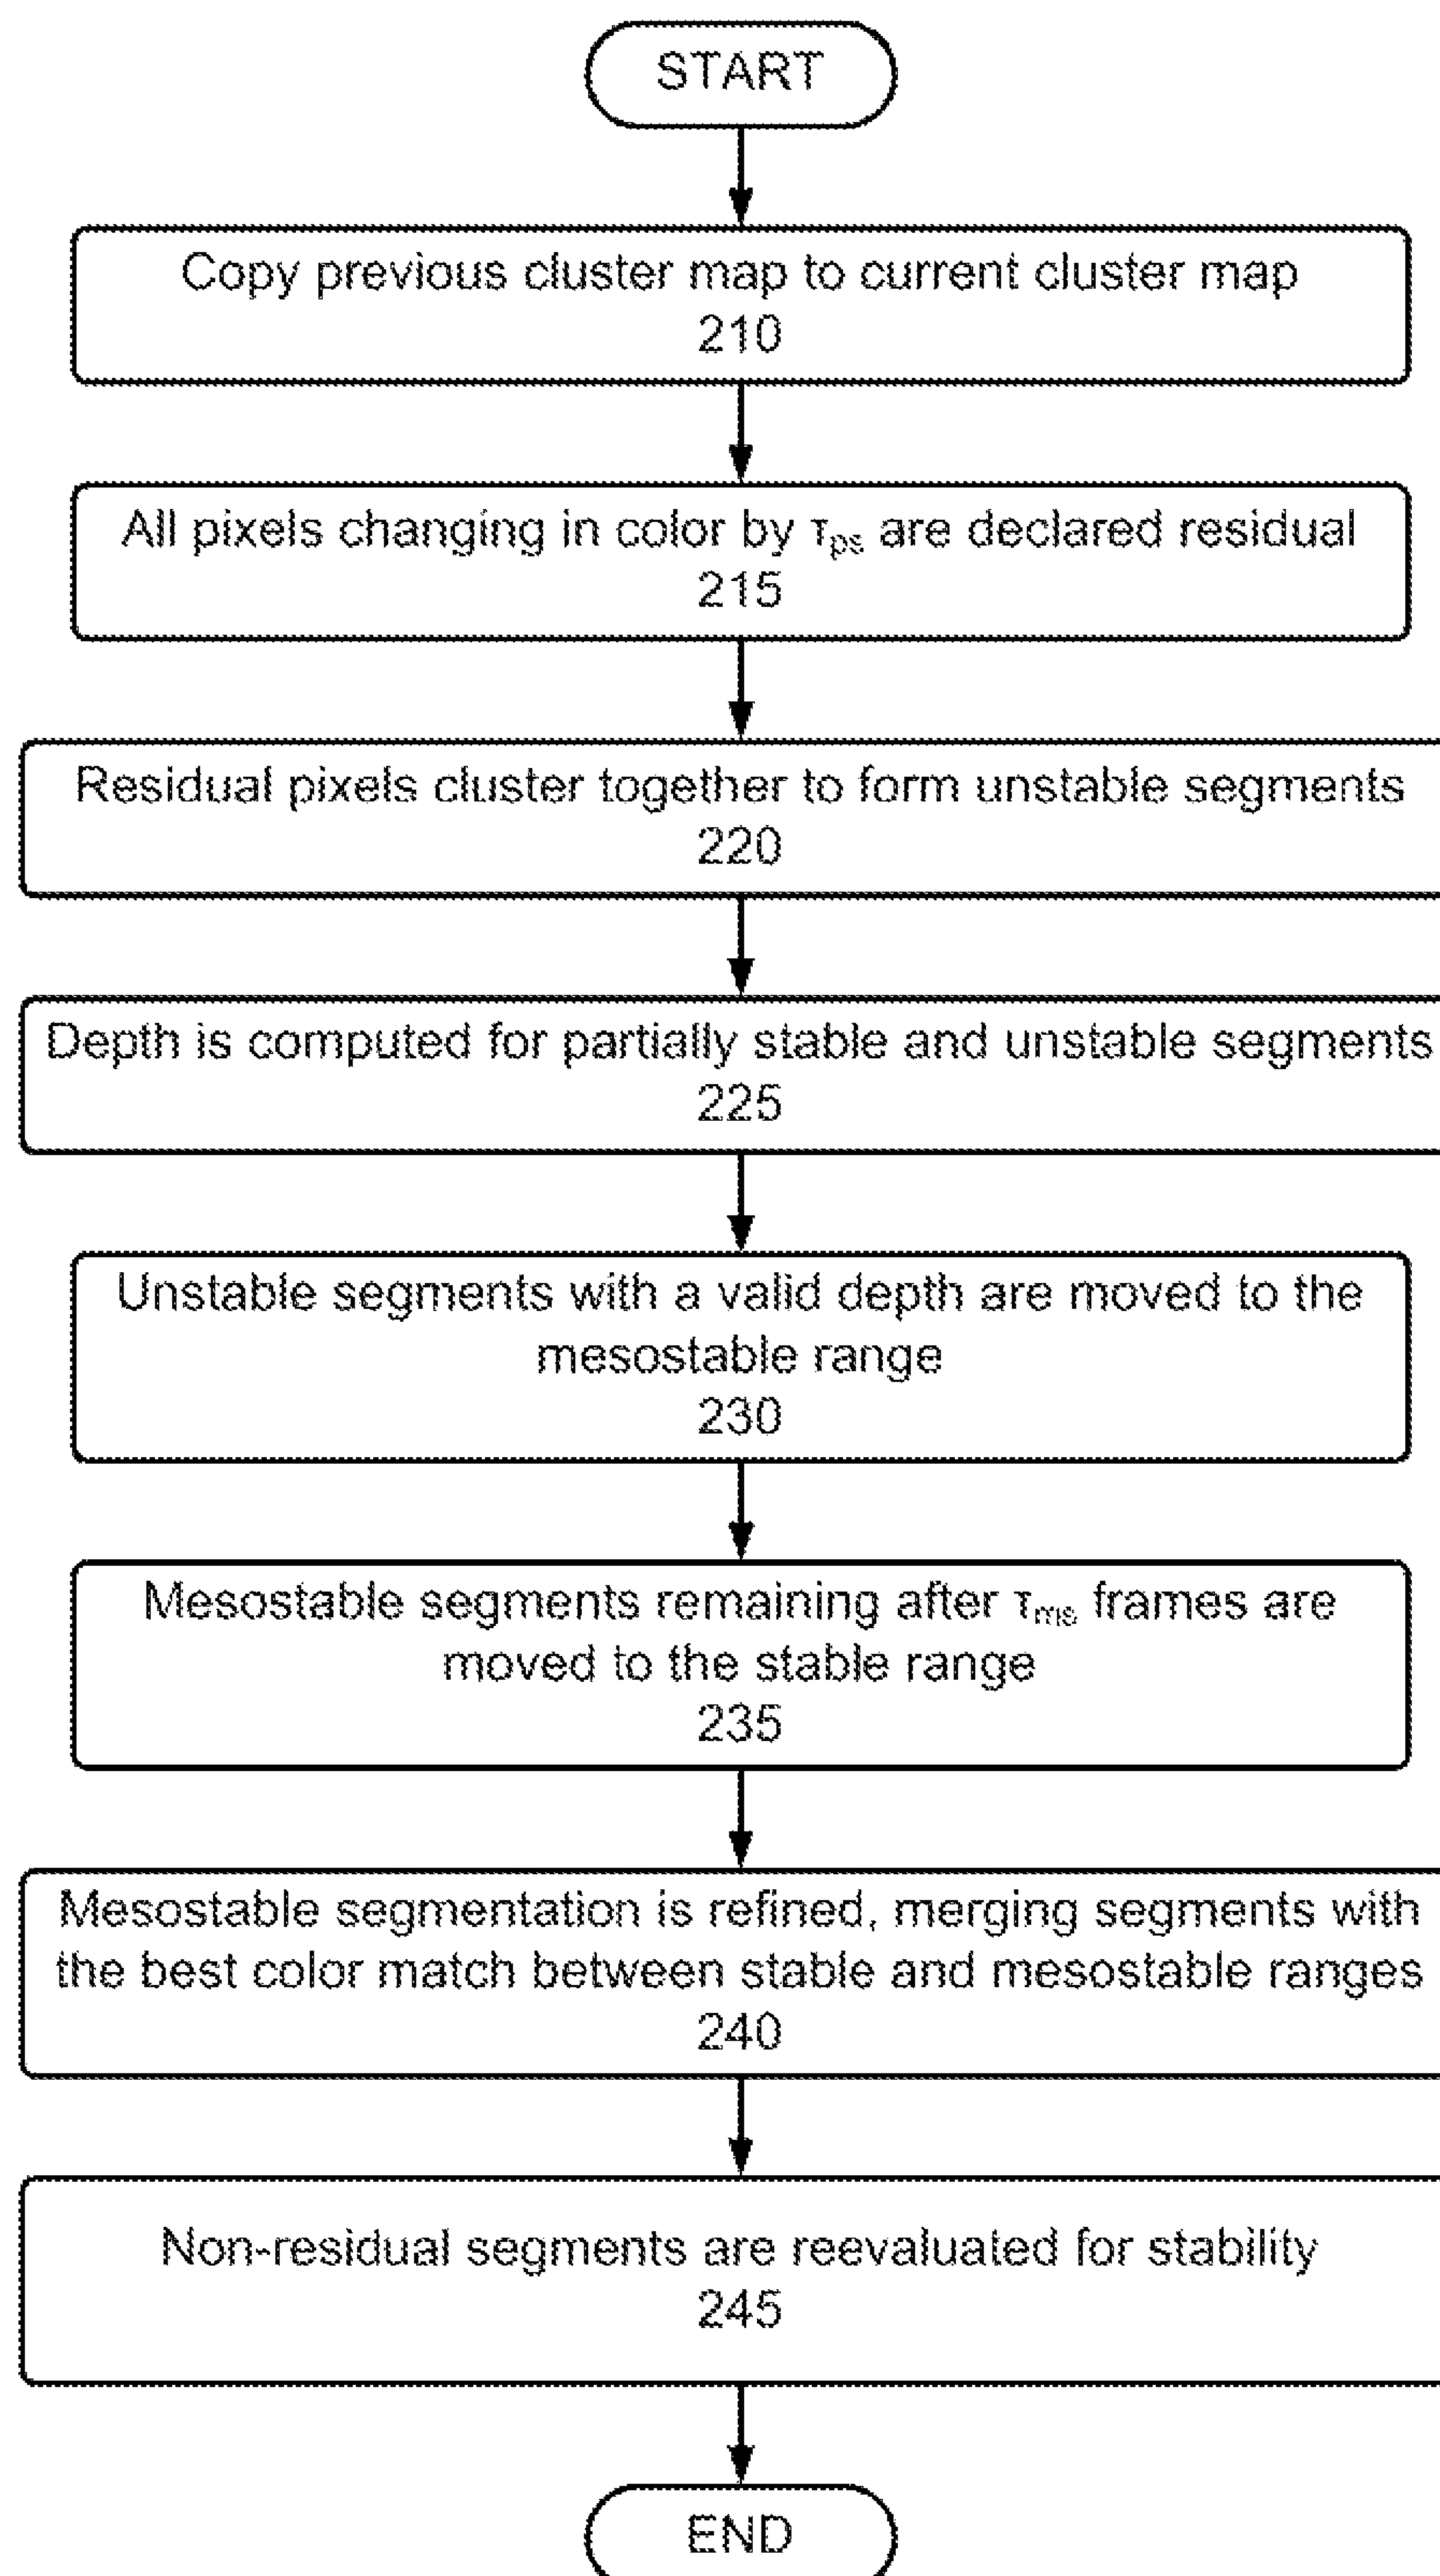 START
Copy previous cluster map to current cluster map
210
All pixels changing in color by τps are declared residual
215
Residual pixels cluster together to form unstable segments
220
Depth is computed for partially stable and unstable segments
225
Unstable segments with a valid depth are moved to the
mesostable range
230
Mesostable segments remaining after τms frames are
moved to the stable range
235
Mesostable segmentation is refined, merging segments with
the best color match between stable and mesostable ranges
240
Non-residual segments are reevaluated for stability
245
END